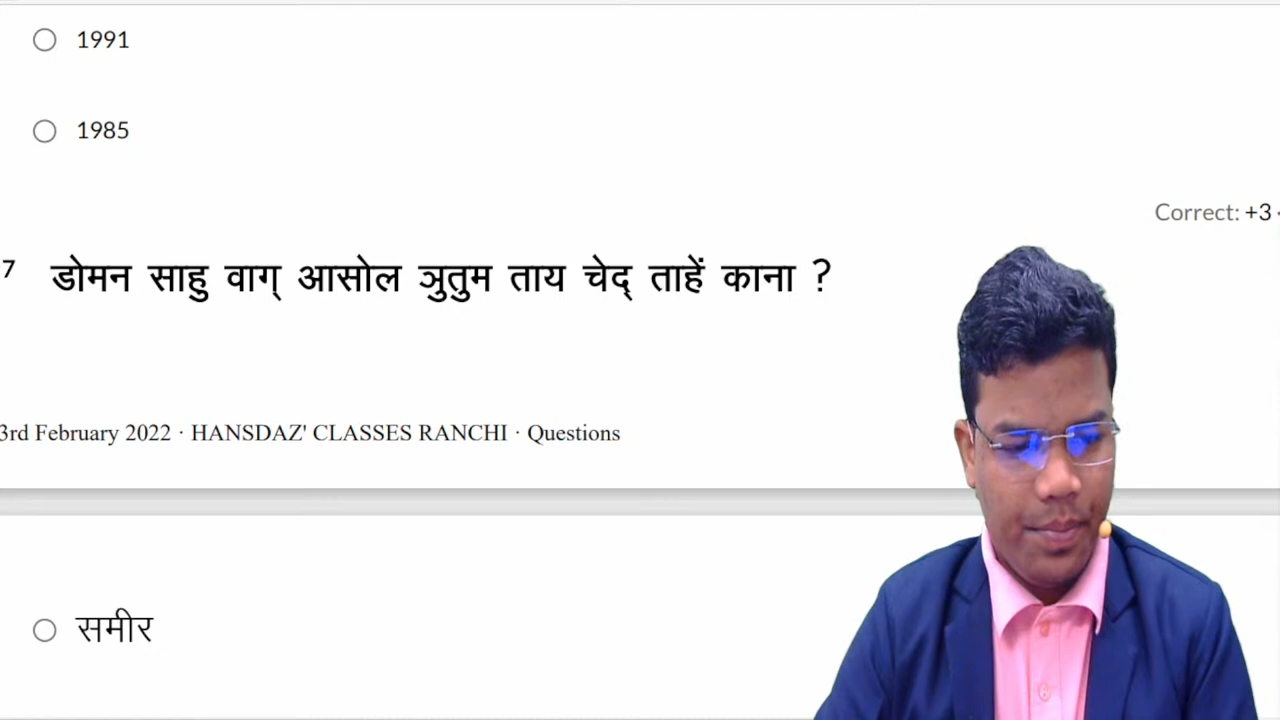 1991
1985
Correct: +3
7 डोमन साहु वाग् आसोल ञुतुम ताय चेद् ताहें काना ?
3rd February 2022 · HANSDAZ' CLASSES RANCHI · Questions
समीर